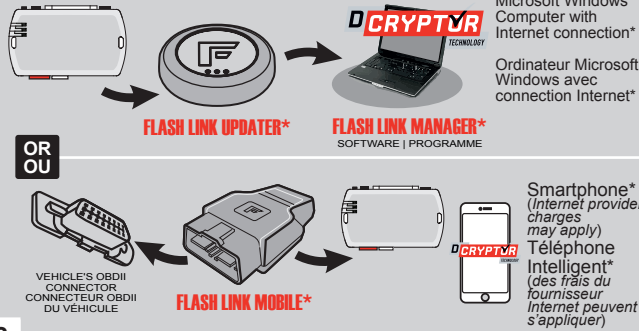 Microsoft Windows
Computer with
Internet connection*
Ordinateur Microsoft
Windows avec
connection Internet*
DCRYPTOR
TECHNOLOGY
FLASH LINK UPDATER*
FLASH LINK MANAGER*
SOFTWARE | PROGRAMME
OR
OU
VEHICLE'S OBDII
CONNECTOR
CONNECTEUR OBDII
DU VÉHICULE
FLASH LINK MOBILE*
DCRYPTOR
TECHNOLOGY
Smartphone*
(Internet provider
charges
may apply)
Téléphone
Intelligent*
(des frais du
fournisseur
Internet peuvent
s'appliquer)